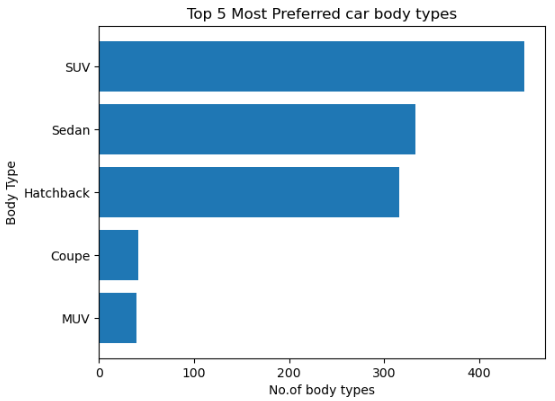 Top 5 Most Preferred car body types
Body Type
SUV
Sedan
Hatchback
Coupe
MUV
0 100 200 300 400
No.of body types